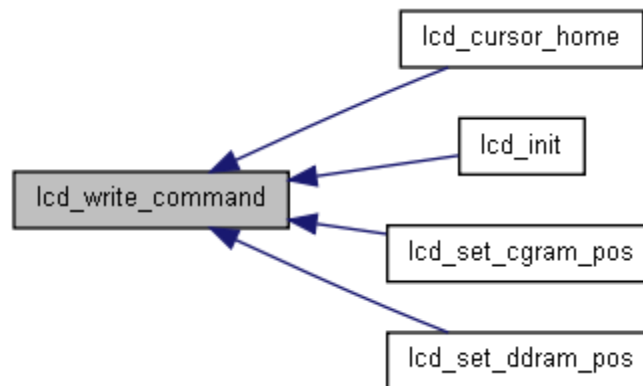 lcd_cursor_home
lcd_init
lcd_write_command
lcd_set_cgram_pos
lcd_set_ddram_pos